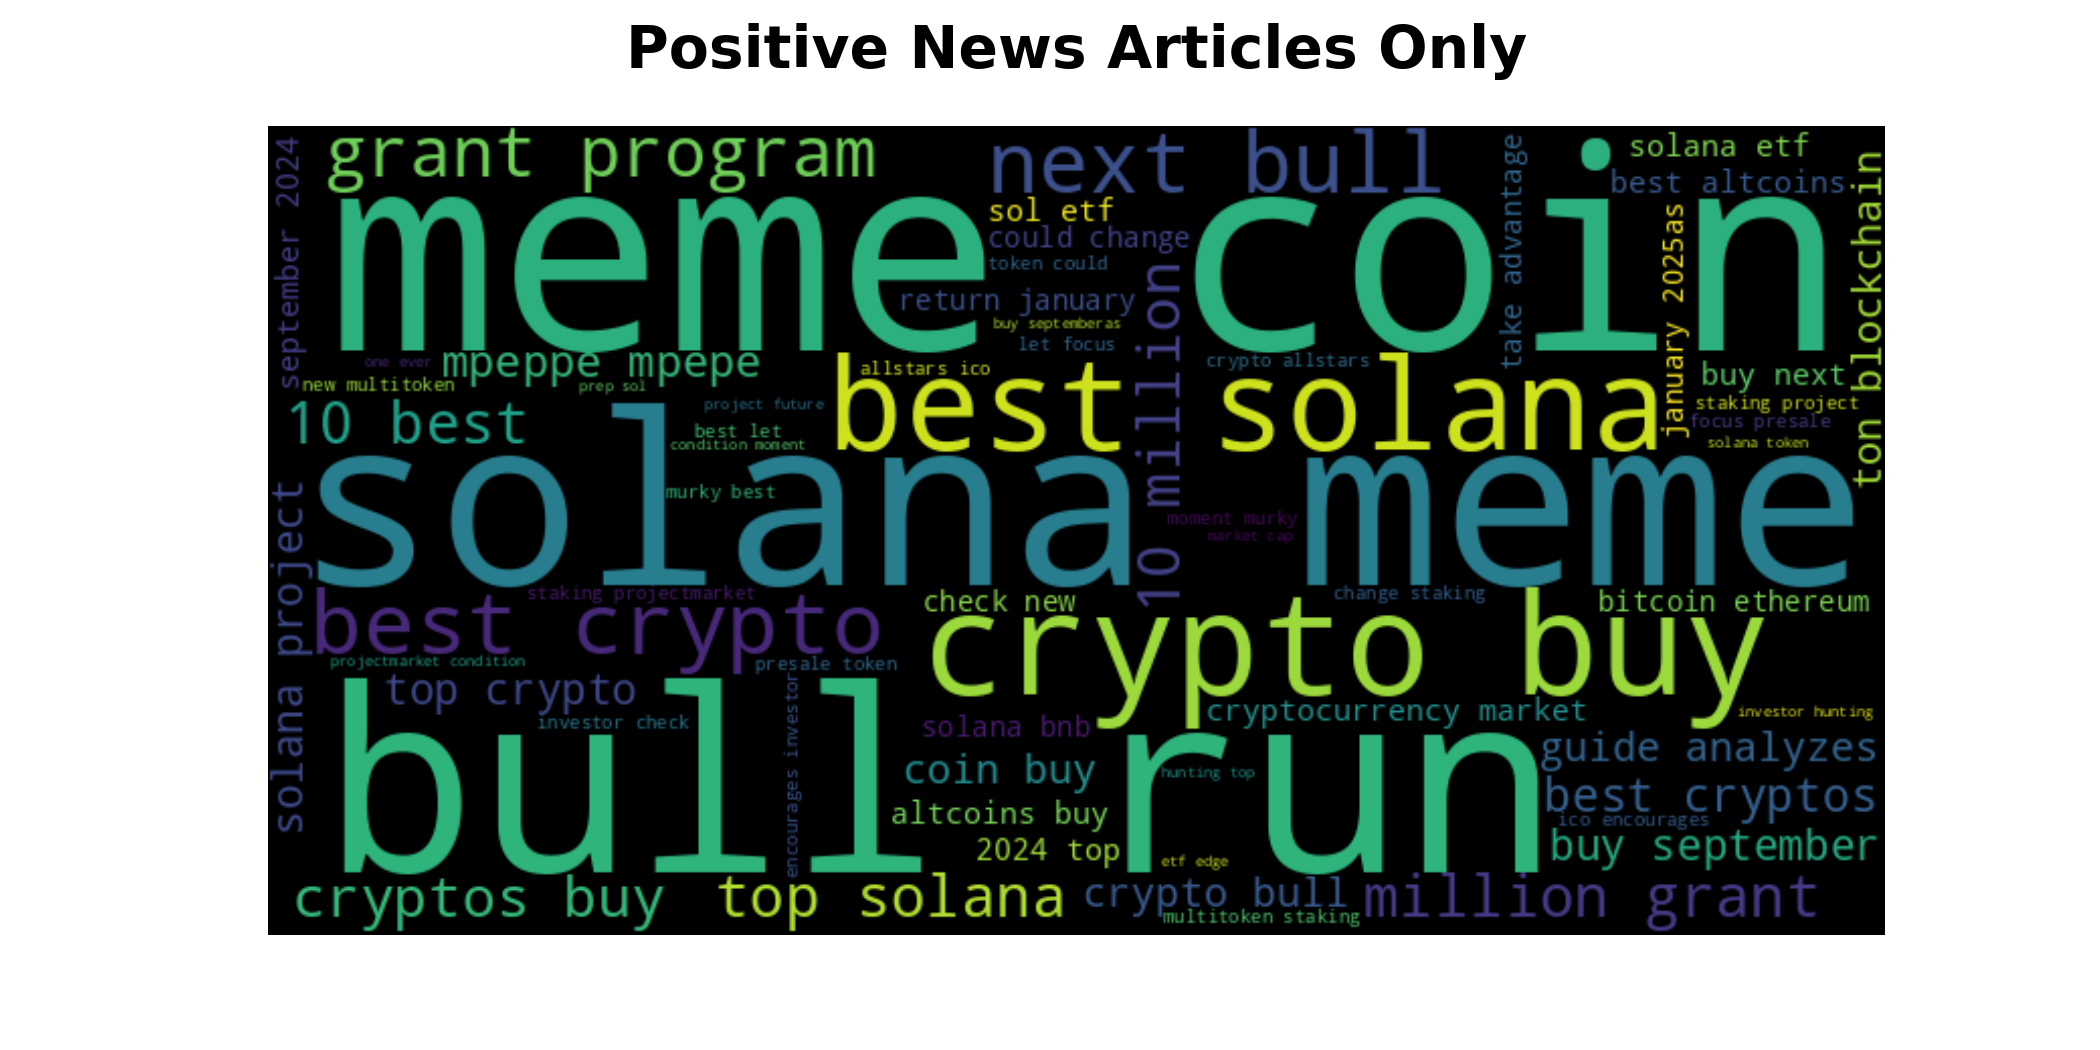 Positive News Articles Only
september 2024
grant program
next bull
take advantage
solana etf
best altcoins
ton blockchain
meme coin
sol etf
could change
token could
return january
buy septemberas
let focus
10 million
january 2025as
one ever
mpeppe mpepe
new multitoken
prep sol
allstars ico
crypto allstars
best solana
buy next
staking project
focus presale
solana token
10 best
project future
best let
condition moment
solana meme
murky best
moment murky
market cap
solana project
staking projectmarket
best crypto
check new
change staking
bitcoin ethereum
crypto buy
projectmarket condition
presale token
top crypto
investor check
encourages investor
solana bnb
cryptocurrency market
investor hunting
bull run
coin buy
hunting top
guide analyzes
best cryptos
altcoins buy
ico encourages
2024 top
etf edge
buy september
cryptos buy
top solana
crypto bull
multitoken staking
million grant